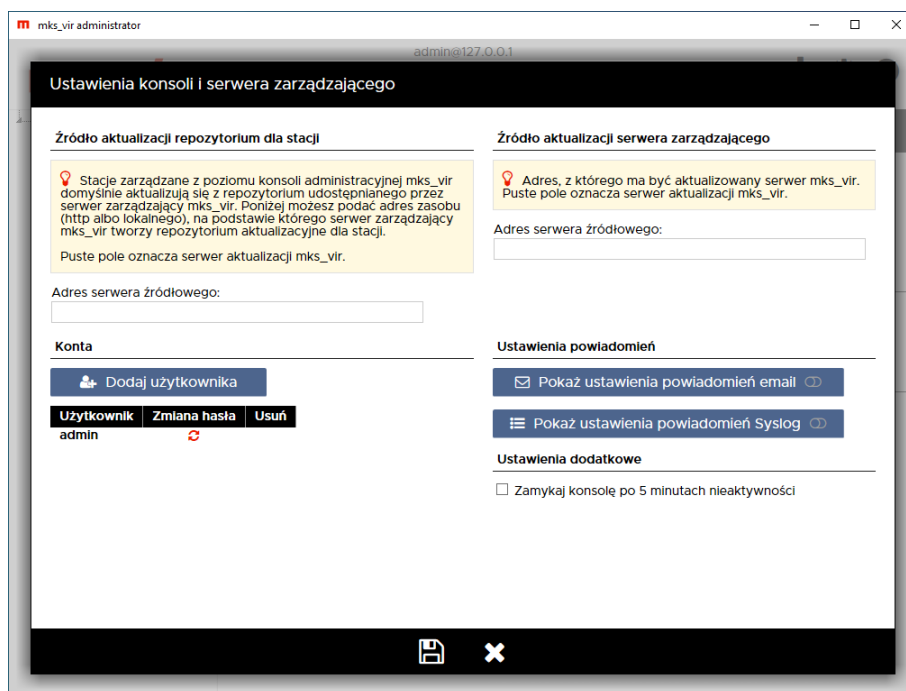 mks_vir administrator
admin@127.0.0.1
Ustawienia konsoli i serwera zarządzającego
Źródło aktualizacji repozytorium dla stacji
Stacje zarządzane z poziomu konsoli administracyjnej mks_vir
domyślnie aktualizują się z repozytorium udostępnianego przez
serwer zarządzający mks_vir. Poniżej możesz podać adres zasobu
(http albo lokalnego), na podstawie którego serwer zarządzający
mks_vir tworzy repozytorium aktualizacyjne dla stacji.
Puste pole oznacza serwer aktualizacji mks_vir.
Adres serwera źródłowego:
Źródło aktualizacji serwera zarządzającego
Adres, z którego ma być aktualizowany serwer mks_vir.
Puste pole oznacza serwer aktualizacji mks_vir.
Adres serwera źródłowego:
Konta
Dodaj użytkownika
Użytkownik Zmiana hasła Usuń
admin
Ustawienia powiadomień
Pokaż ustawienia powiadomień email
Pokaż ustawienia powiadomień Syslog
Ustawienia dodatkowe
Zamykaj konsolę po 5 minutach nieaktywności